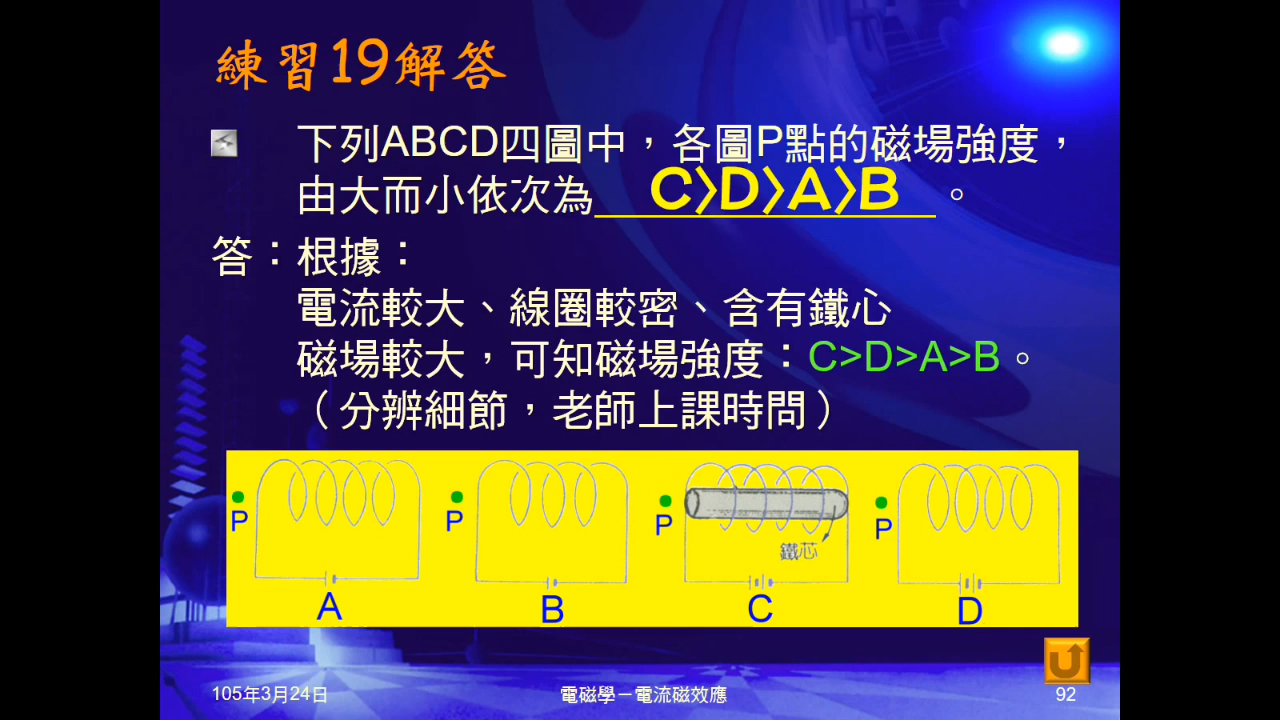 練習19解答
下列ABCD四圖中，各圖P點的磁場強度，
由大而小依次為 C>D>A>B 。
答：根據：
電流較大、線圈較密、含有鐵心
磁場較大，可知磁場強度：C>D>A>B。
（分辨細節，老師上課時問）
P P P P
鐵芯
A B C D
105年3月24日 電磁學－電流磁效應 92